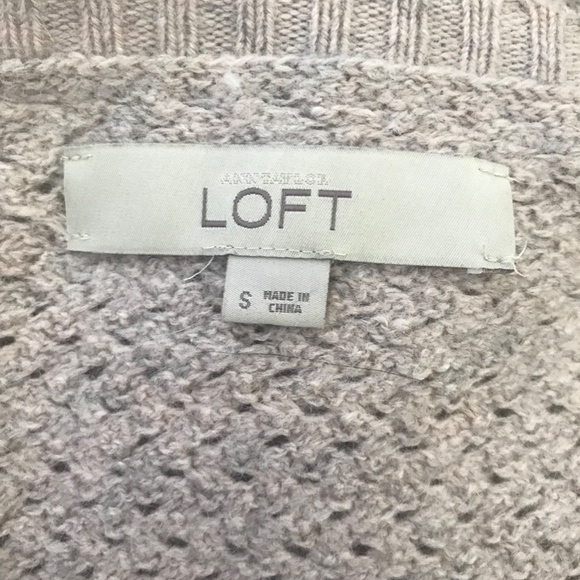 ANN TAYLOR
LOFT
S MADE IN
CHINA